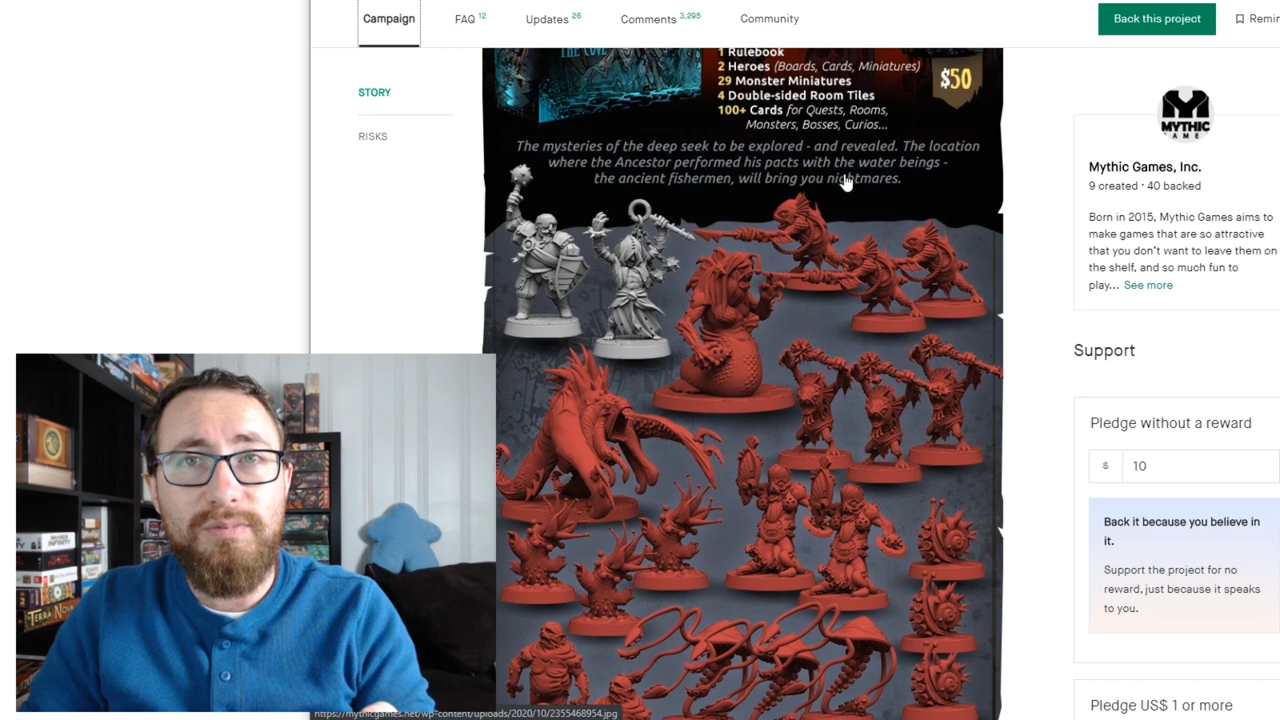 Campaign
FAQ 12
Updates 26
Comments 3,295
Community
Back this project
Remin
STORY
RISKS
THE COVE
1 Rulebook
2 Heroes (Boards, Cards, Miniatures)
29 Monster Miniatures
4 Double-sided Room Tiles
100+ Cards for Quests, Rooms,
Monsters, Bosses, Curios...
$50
The mysteries of the deep seek to be explored - and revealed. The location
where the Ancestor performed his pacts with the water beings -
the ancient fishermen, will bring you nightmares.
MYTHIC
GAME
Mythic Games, Inc.
9 created · 40 backed
Born in 2015, Mythic Games aims to
make games that are so attractive
that you don't want to leave them on
the shelf, and so much fun to
play... See more
Support
Pledge without a reward
$ 10
Back it because you believe in
it.
Support the project for no
reward, just because it speaks
to you.
Pledge US$ 1 or more
TERRA NOVA
https://mythicgames.net/wp-content/uploads/2020/10/2355468954.jpg